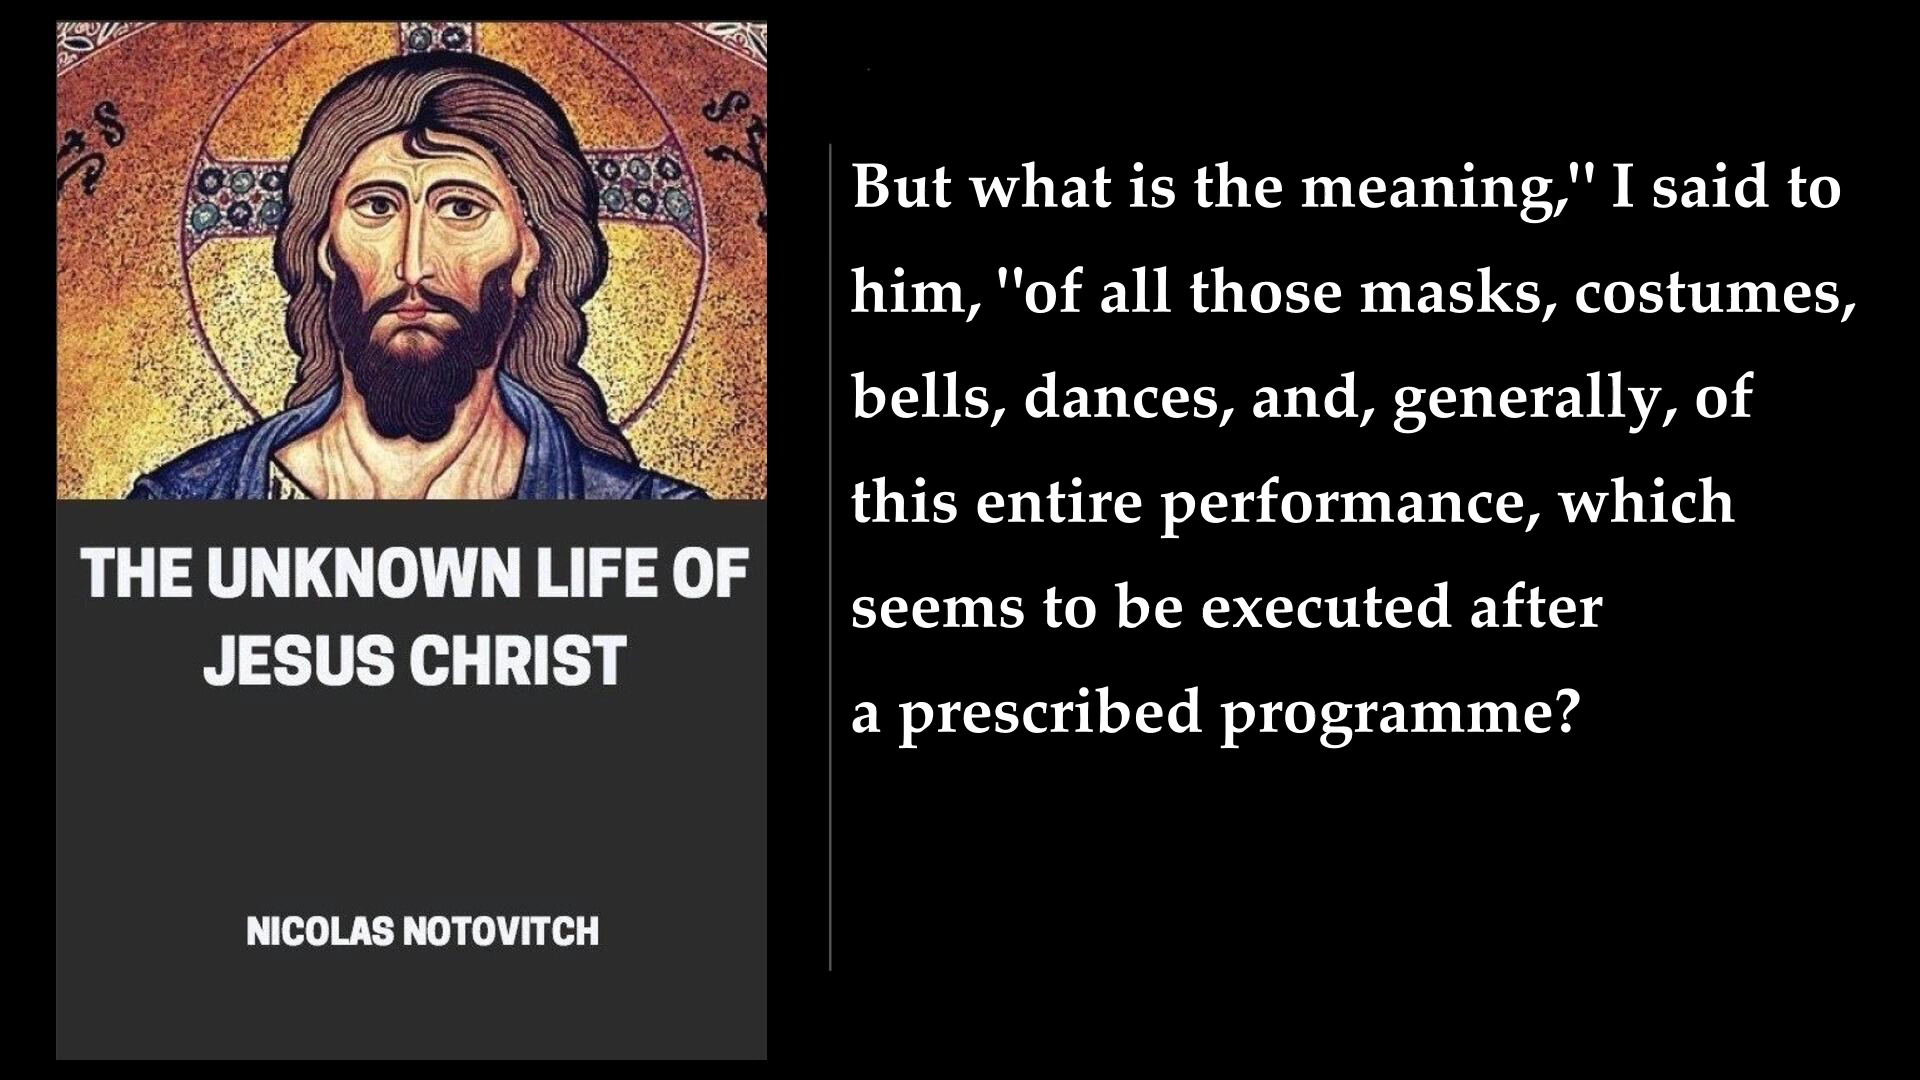 THE UNKNOWN LIFE OF
JESUS CHRIST
NICOLAS NOTOVITCH
But what is the meaning," I said to
him, "of all those masks, costumes,
bells, dances, and, generally, of
this entire performance, which
seems to be executed after
a prescribed programme?